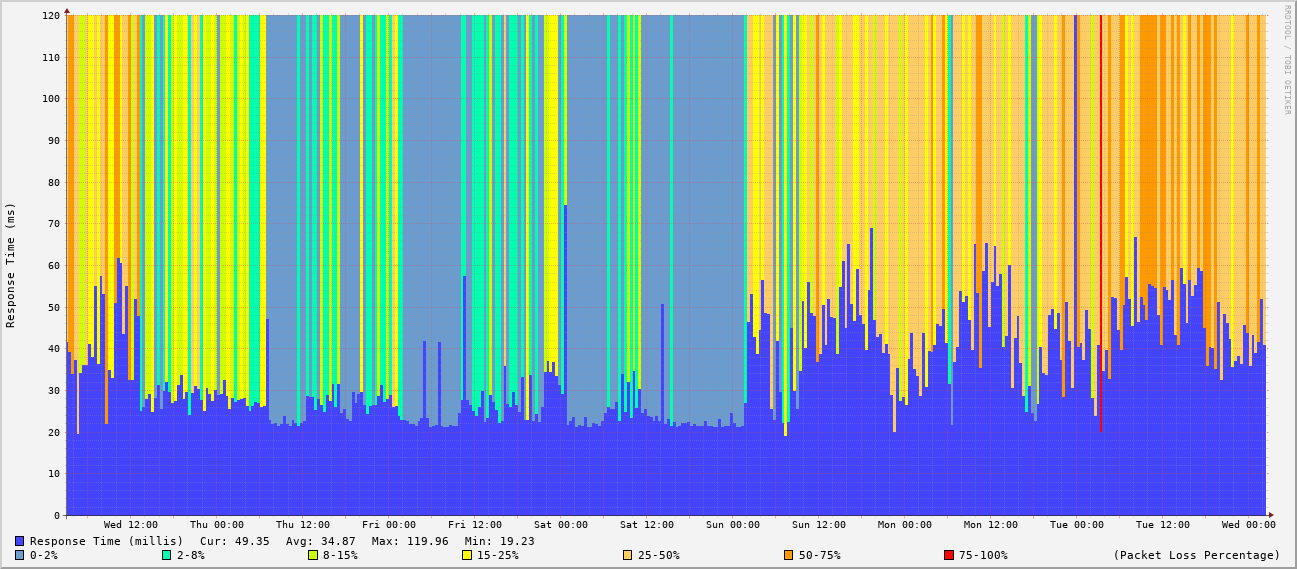 120
110
100
90
80
70
60
50
40
30
20
10
0
Response Time (ms)
RRDTOOL / TOBI OETIKER
Wed 12:00 Thu 00:00 Thu 12:00 Fri 00:00 Fri 12:00 Sat 00:00 Sat 12:00 Sun 00:00 Sun 12:00 Mon 00:00 Mon 12:00 Tue 00:00 Tue 12:00 Wed 00:00
Response Time (millis) Cur: 49.35 Avg: 34.87 Max: 119.96 Min: 19.23
0-2% 2-8% 8-15% 15-25% 25-50% 50-75% 75-100% (Packet Loss Percentage)